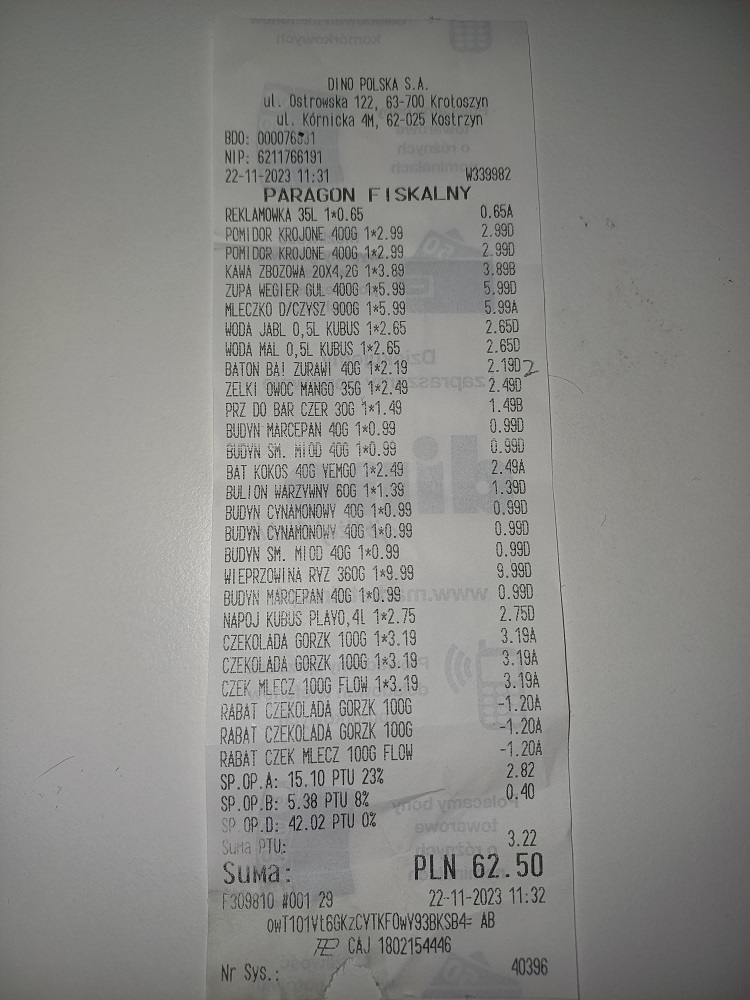 DINO POLSKA S.A.
ul. Ostrowska 122, 63-700 Krotoszyn
ul. Kórnicka 4M, 62-025 Kostrzyn
BDO:
NIP: 6211766191
22-11-2023 11:31 W339982
PARAGON FISKALNY
REKLAMÓWKA 35L 1*0.65 0.65A
POMIDOR KROJONE 400G 1*2.99 2.99D
POMIDOR KROJONE 400G 1*2.99 2.99D
KAWA ZBOZOWA 20X4,2G 1*3.89 3.89B
ZUPA WEGIER GUL 400G 1*5.99 5.99D
MLECZKO D/CZYSZ 900G 1*5.99 5.99A
WODA JABL 0,5L KUBUS 1*2.65 2.65D
WODA MAL 0,5L KUBUS 1*2.65 2.65D
BATON BA! ZURAWI 40G 1*2.19 2.19D 2
ZELKI OWOC MANGO 35G 1*2.49 2.49D
PRZ DO BAR CZER 30G 1*1.49 1.49B
BUDYN MARCEPAN 40G 1*0.99 0.99D
BUDYN SM. MIOD 40G 1*0.99 0.99D
BAT KOKOS 40G VEMGO 1*2.49 2.49A
BULION WARZYWNY 60G 1*1.39 1.39D
BUDYN CYNAMONOWY 40G 1*0.99 0.99D
BUDYN CYNAMONOWY 40G 1*0.99 0.99D
BUDYN SM. MIOD 40G 1*0.99 0.99D
WIEPRZOWINA RYZ 360G 1*9.99 9.99D
BUDYN MARCEPAN 40G 1*0.99 0.99D
NAPOJ KUBUS PLAY0,4L 1*2.75 2.75D
CZEKOLADA GORZK 100G 1*3.19 3.19A
CZEKOLADA GORZK 100G 1*3.19 3.19A
CZEK MLECZ 100G FLOW 1*3.19 3.19A
RABAT CZEKOLADA GORZK 100G -1.20A
RABAT CZEKOLADA GORZK 100G -1.20A
RABAT CZEK MLECZ 100G FLOW -1.20A
SP.OP.A: 15.10 PTU 23% 2.82
SP.OP.B: 5.38 PTU 8% 0.40
SP.OP.D: 42.02 PTU 0%
Suma PTU: 3.22
Suma: PLN 62.50
F309810 #001 29 22-11-2023 11:32
owT101Vt6GKzCYTKFOwY93BKSB4= AB
CAJ 1802154446
Nr Sys.: 40396